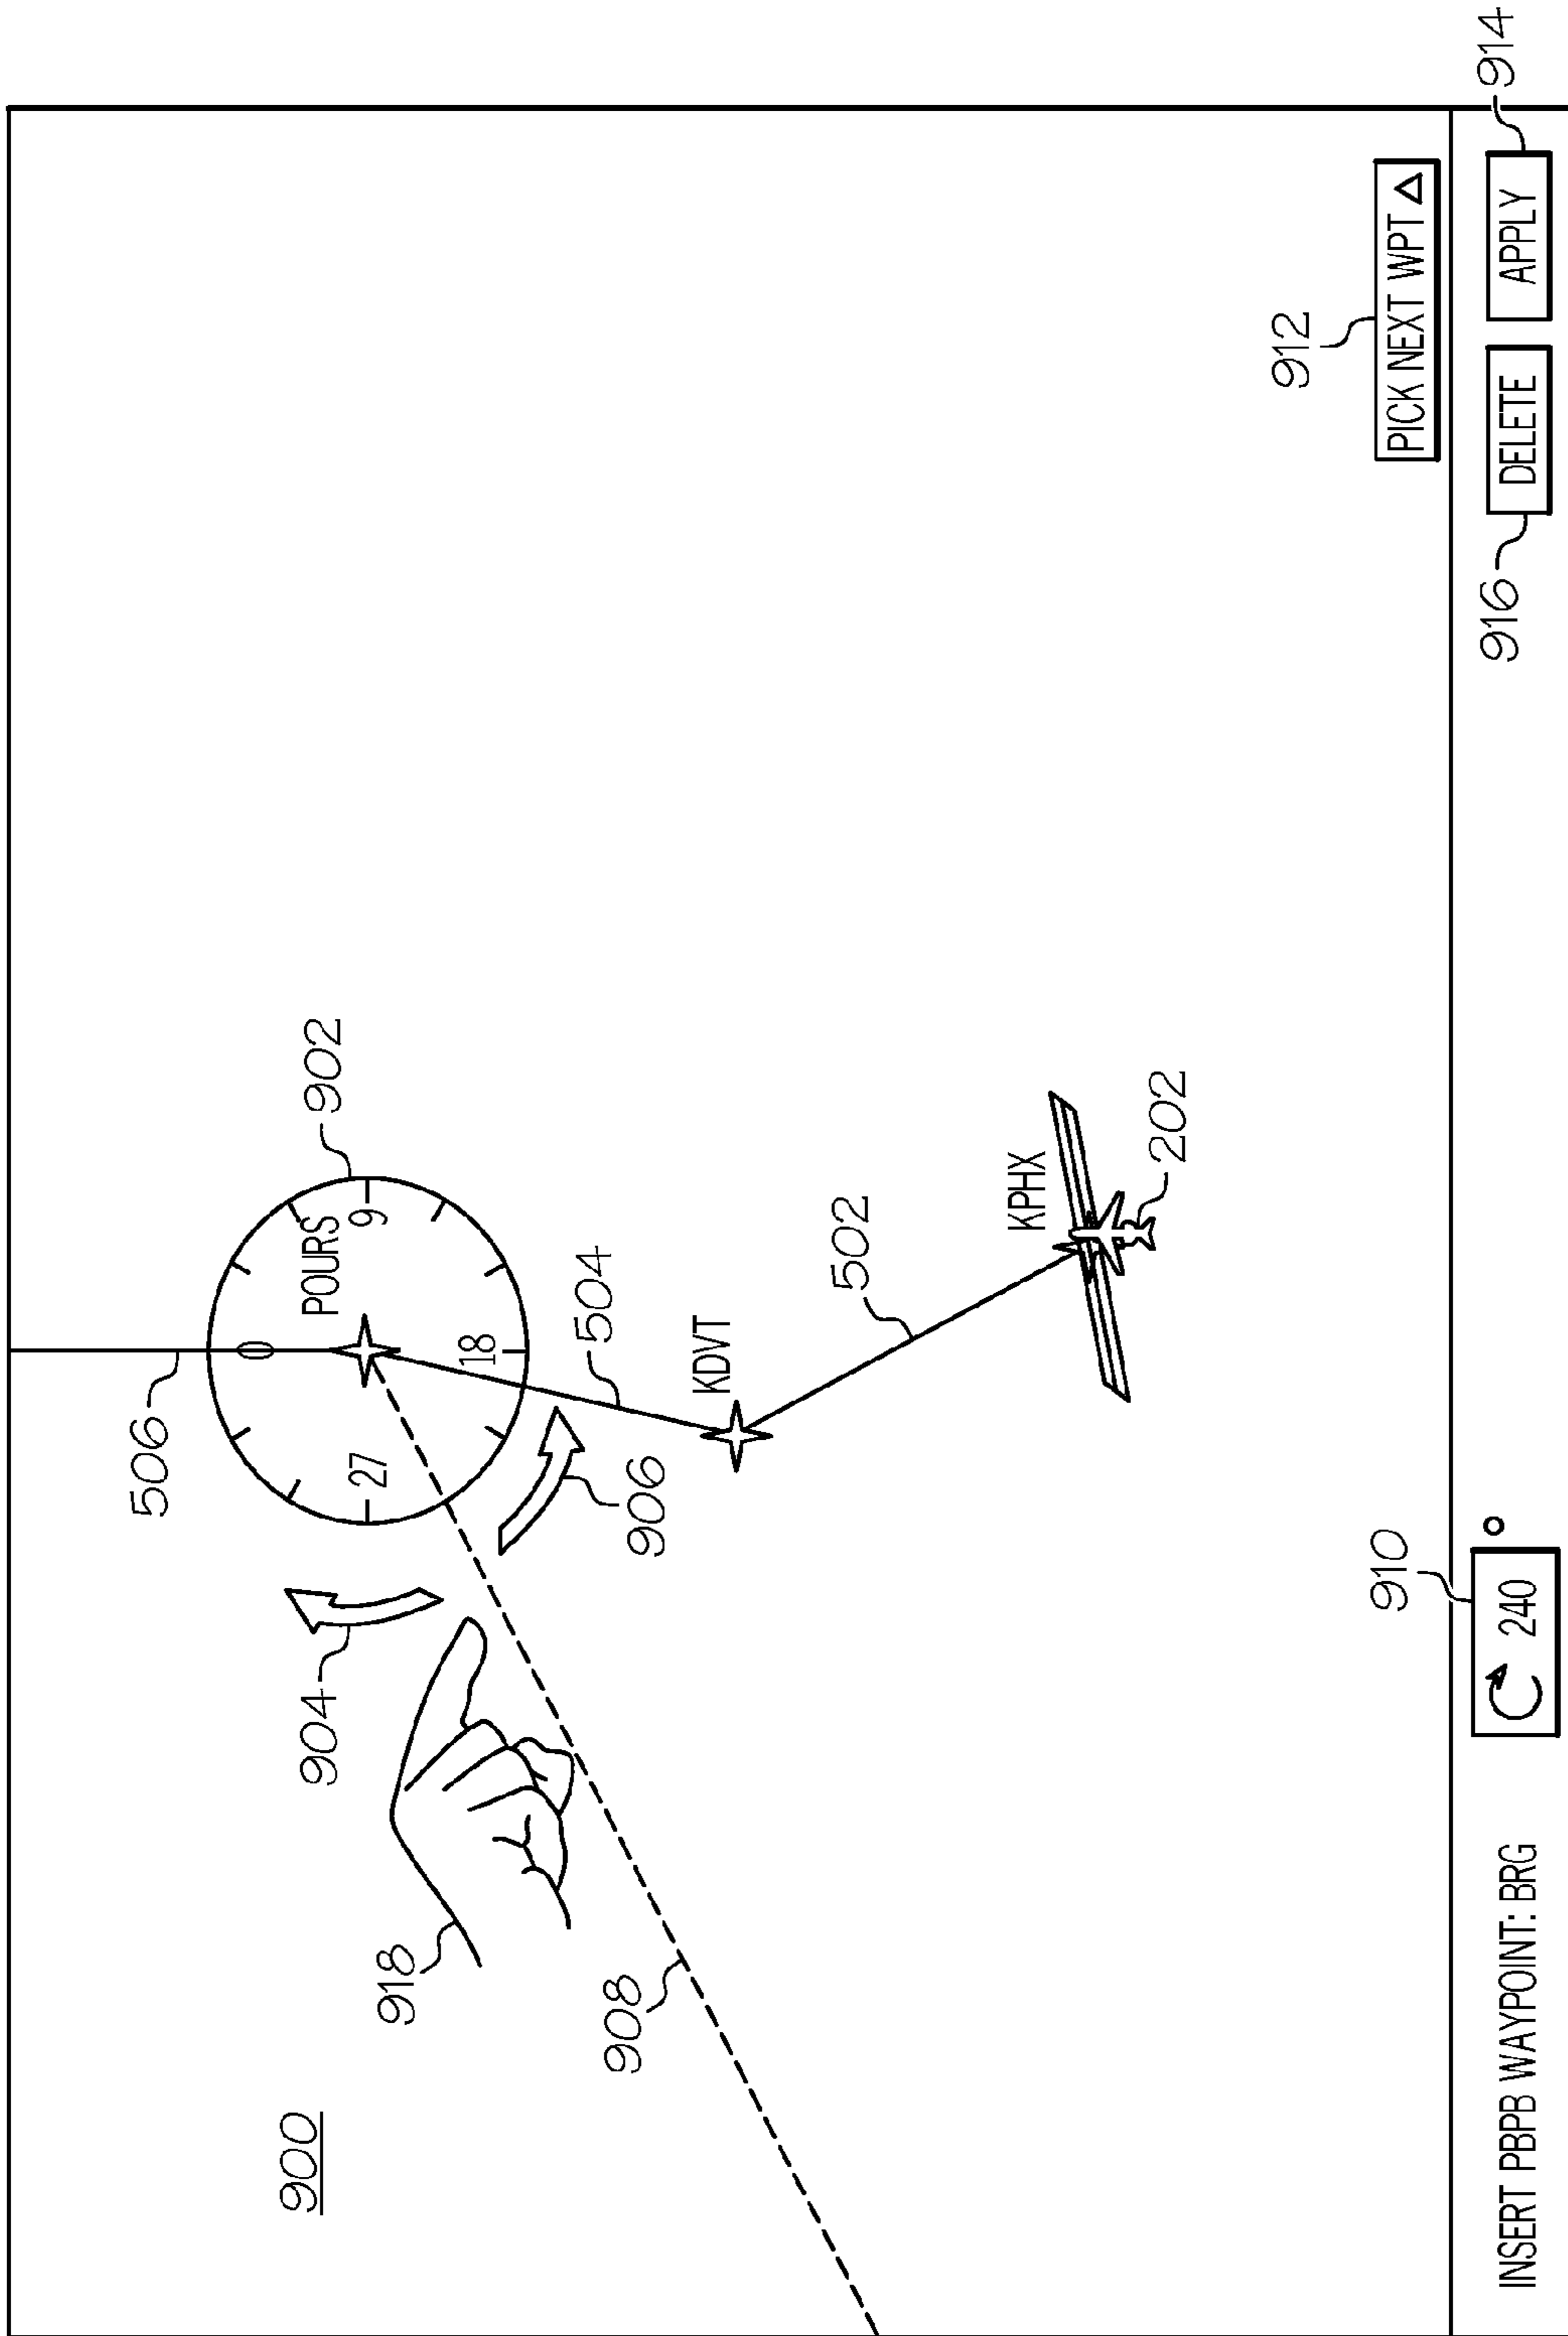 900
506
902
0
POURS
27
9
18
904
918
504
906
908
KDVT
502
KPHX
202
912
910
PICK NEXT WPT
INSERT PBPB WAYPOINT: BRG
240 °
DELETE
APPLY
916
914